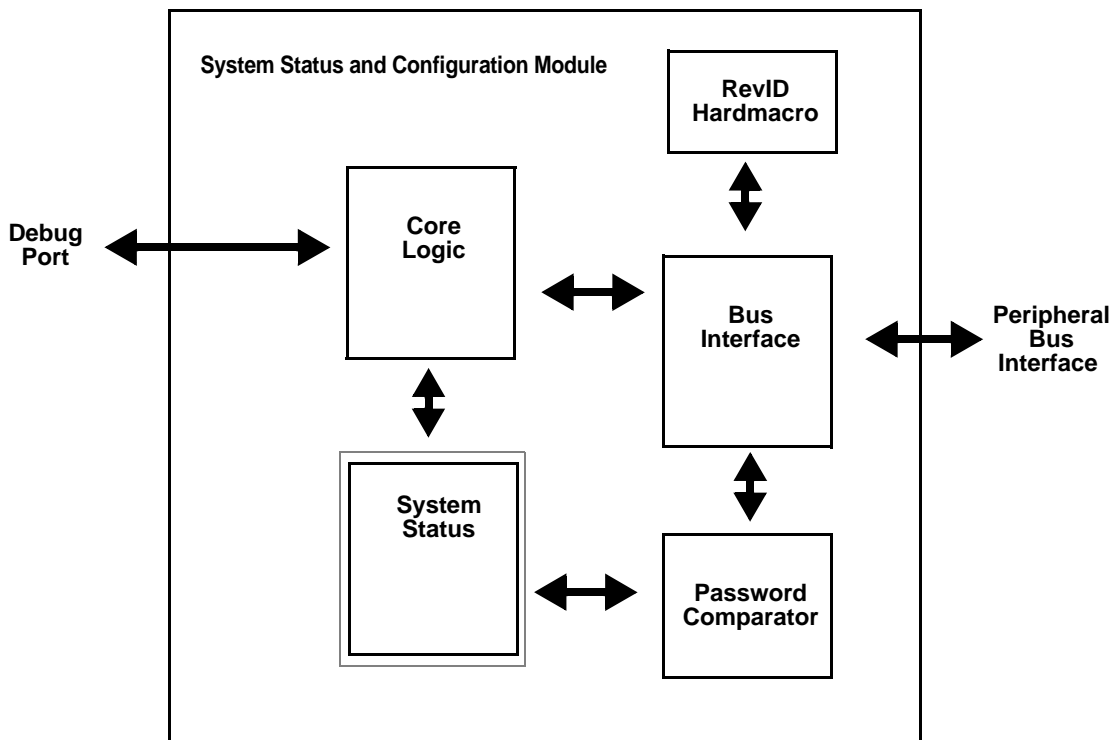 System Status and Configuration Module
RevID
Hardmacro
Debug
Port
Core
Logic
Bus
Interface
Peripheral
Bus
Interface
System
Status
Password
Comparator